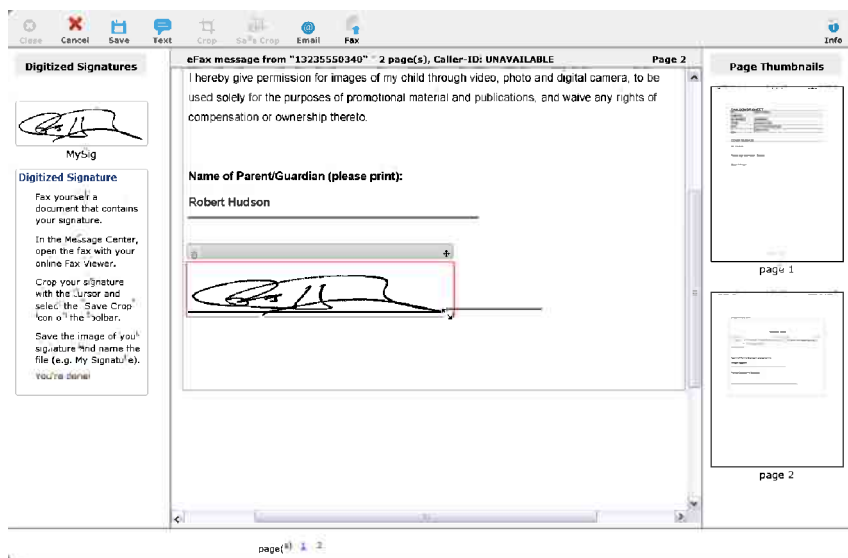 Close Cancel Save Text Crop Save Crop Email Fax Info
Digitized Signatures
MySig
Digitized Signature
Fax yourself a
document that contains
your signature.
In the Message Center,
open the fax with your
online Fax Viewer.
Crop your signature
with the cursor and
select the "Save Crop"
icon on the toolbar.
Save the image of your
signature and name the
file (e.g. My Signature).
You're done!
eFax message from "13235550340" - 2 page(s), Caller-ID: UNAVAILABLE Page 2
I hereby give permission for images of my child through video, photo and digital camera, to be
used solely for the purposes of promotional material and publications, and waive any rights of
compensation or ownership thereto.
Name of Parent/Guardian (please print):
Robert Hudson
Page Thumbnails
page 1
page 2
page(s) 1 2